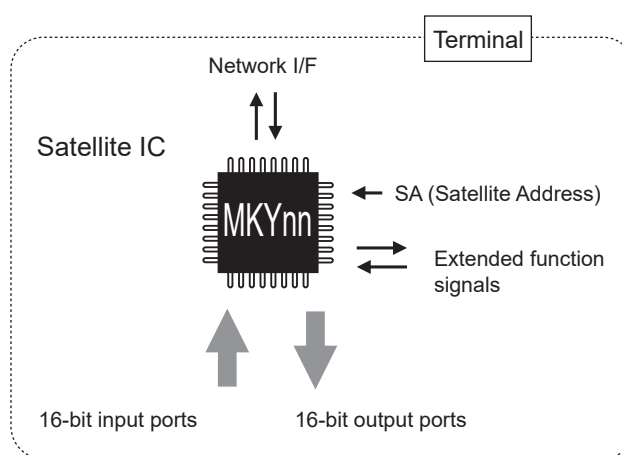 Terminal
Network I/F
Satellite IC
MKYnn
SA (Satellite Address)
Extended function
signals
16-bit input ports
16-bit output ports